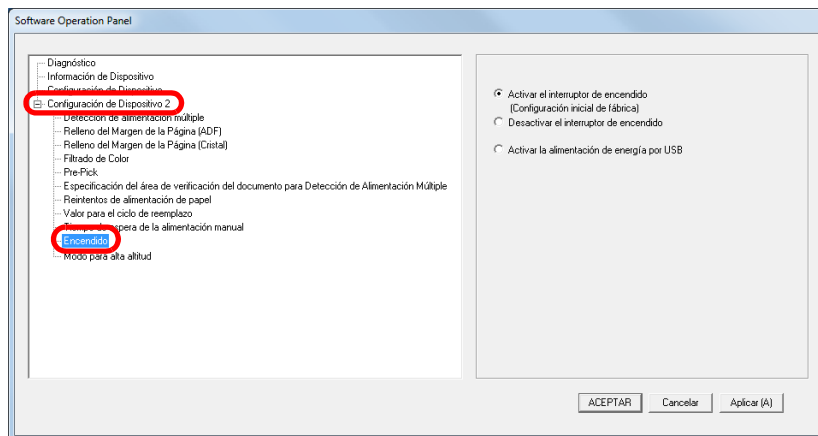 Software Operation Panel
Diagnóstico
Información de Dispositivo
Configuración de Dispositivo
Configuración de Dispositivo 2
Detección de alimentación múltiple
Relleno del Margen de la Página (ADF)
Relleno del Margen de la Página (Cristal)
Filtrado de Color
Pre-Pick
Especificación del área de verificación del documento para Detección de Alimentación Múltiple
Reintentos de alimentación de papel
Valor para el ciclo de reemplazo
Tiempo de espera de la alimentación manual
Encendido
Modo para alta altitud
Activar el interruptor de encendido
(Configuración inicial de fábrica)
Desactivar el interruptor de encendido
Activar la alimentación de energía por USB
ACEPTAR
Cancelar
Aplicar (A)